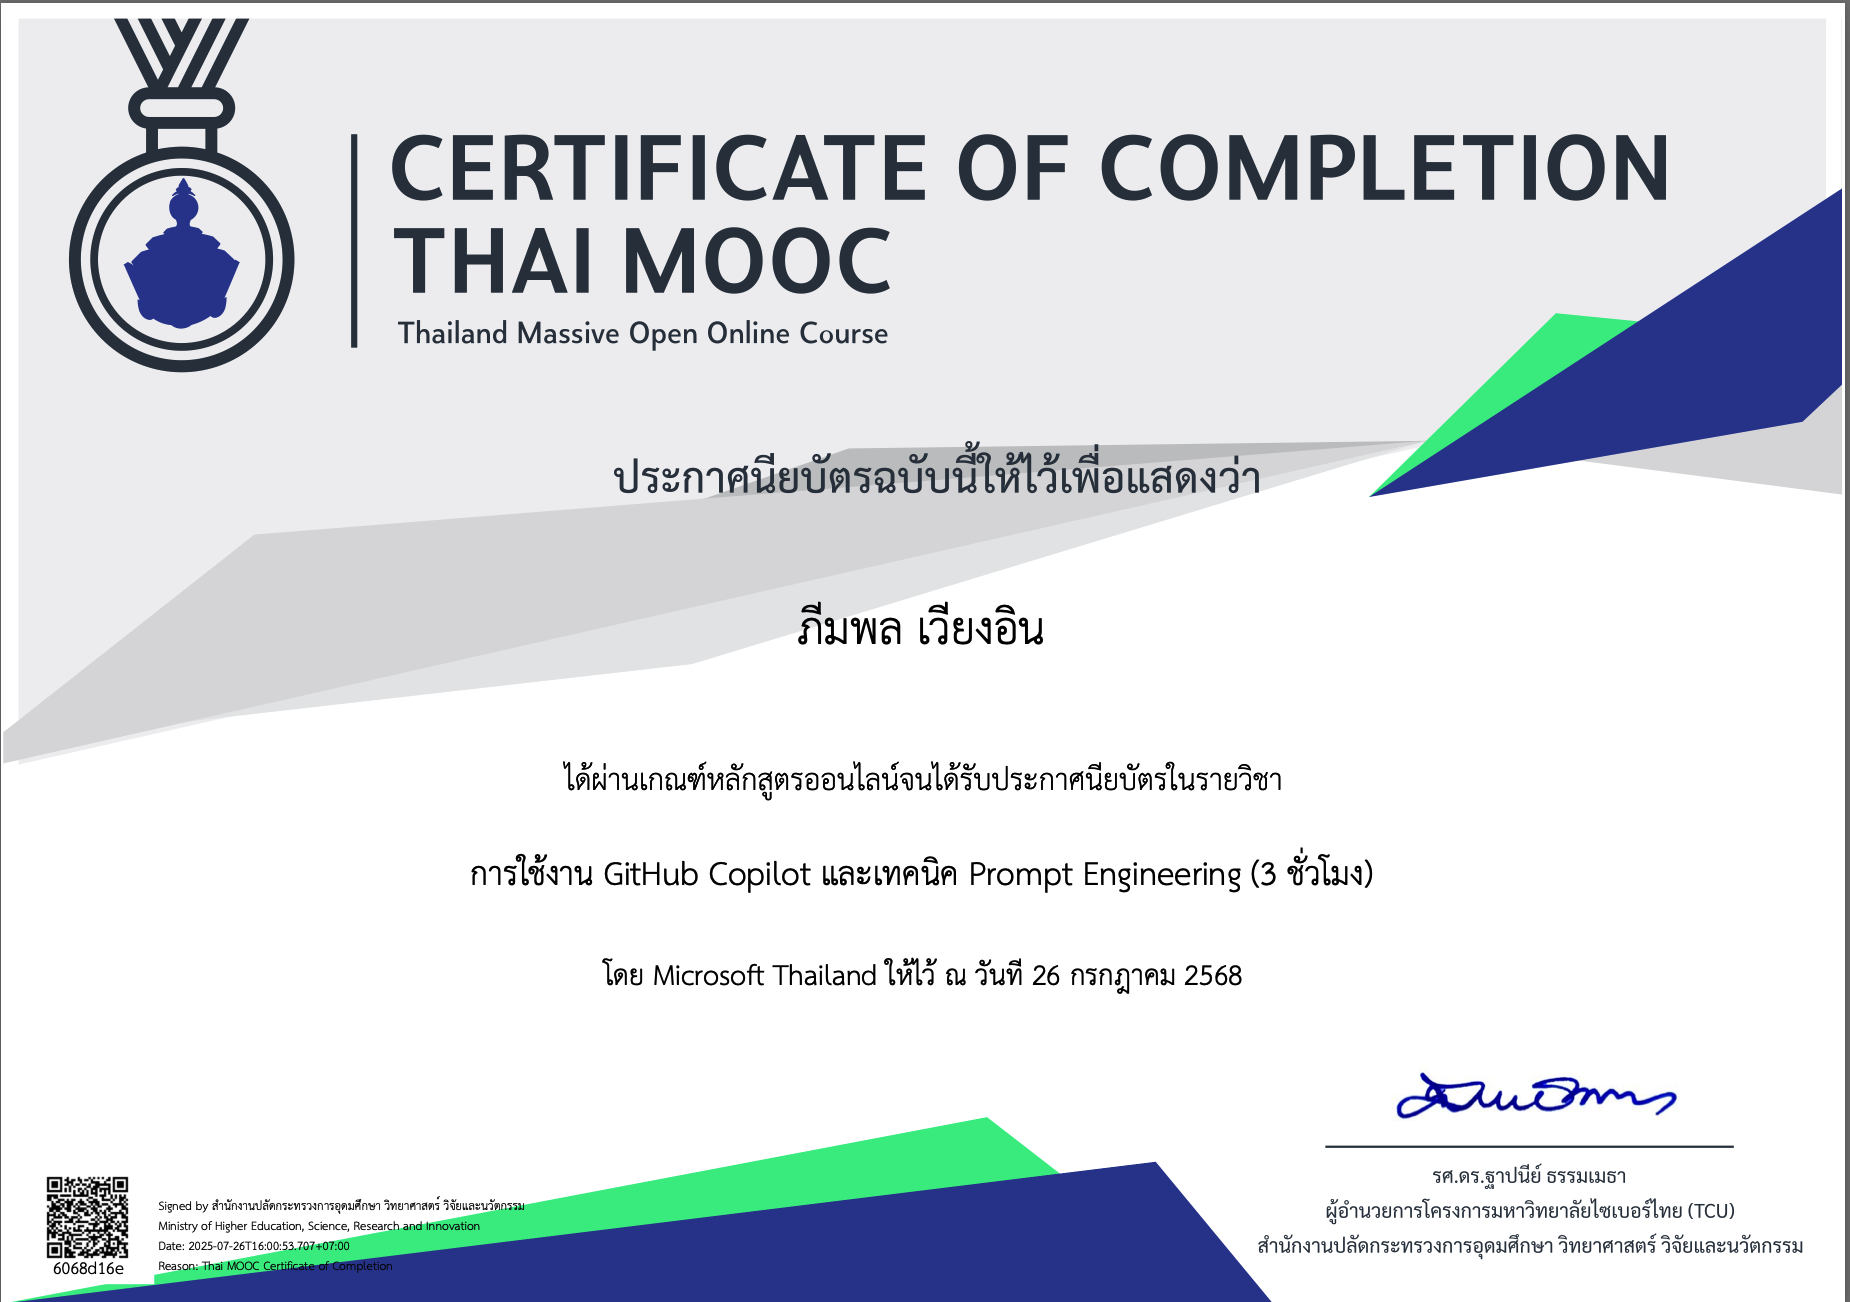 CERTIFICATE OF COMPLETION
THAI MOOC
Thailand Massive Open Online Course
ประกาศนียบัตรฉบับนี้ให้ไว้เพื่อแสดงว่า
ภีมพล เวียงอิน
ได้ผ่านเกณฑ์หลักสูตรออนไลน์จนได้รับประกาศนียบัตรในรายวิชา
การใช้งาน GitHub Copilot และเทคนิค Prompt Engineering (3 ชั่วโมง)
โดย Microsoft Thailand ให้ไว้ ณ วันที่ 26 กรกฎาคม 2568
รศ.ดร.ฐาปนีย์ ธรรมเมธา
ผู้อำนวยการโครงการมหาวิทยาลัยไซเบอร์ไทย (TCU)
สำนักงานปลัดกระทรวงการอุดมศึกษา วิทยาศาสตร์ วิจัยและนวัตกรรม
Signed by สำนักงานปลัดกระทรวงการอุดมศึกษา วิทยาศาสตร์ วิจัยและนวัตกรรม
Ministry of Higher Education, Science, Research and Innovation
Date: 2025-07-26T16:00:53.707+07:00
Reason: Thai MOOC Certificate of Completion
6068d16e